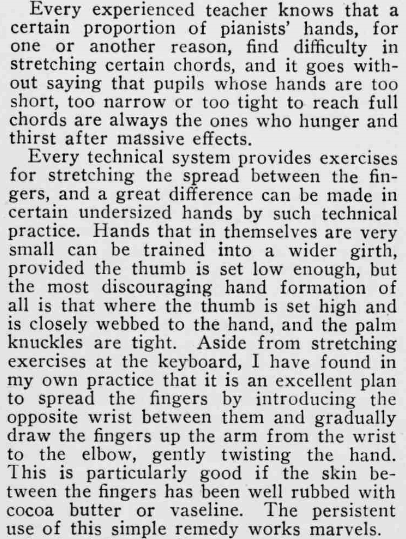 Every experienced teacher knows that a
certain proportion of pianists' hands, for
one or another reason, find difficulty in
stretching certain chords, and it goes with-
out saying that pupils whose hands are too
short, too narrow or too tight to reach full
chords are always the ones who hunger and
thirst after massive effects.
Every technical system provides exercises
for stretching the spread between the fin-
gers, and a great difference can be made in
certain undersized hands by such technical
practice. Hands that in themselves are very
small can be trained into a wider girth,
provided the thumb is set low enough, but
the most discouraging hand formation of
all is that where the thumb is set high and
is closely webbed to the hand, and the palm
knuckles are tight. Aside from stretching
exercises at the keyboard, I have found in
my own practice that it is an excellent plan
to spread the fingers by introducing the
opposite wrist between them and gradually
draw the fingers up the arm from the wrist
to the elbow, gently twisting the hand.
This is particularly good if the skin be-
tween the fingers has been well rubbed with
cocoa butter or vaseline. The persistent
use of this simple remedy works marvels.